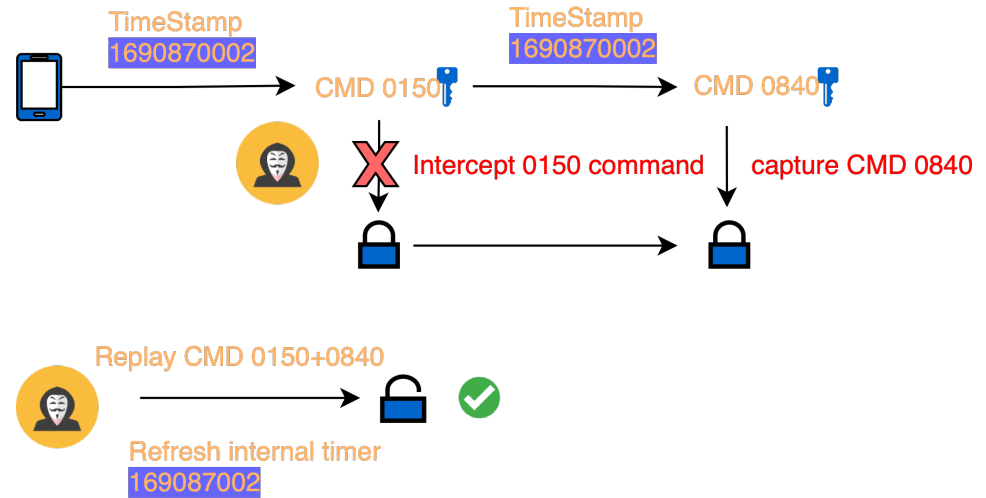 TimeStamp
1690870002
TimeStamp
1690870002
CMD 0150
CMD 0840
Intercept 0150 command
capture CMD 0840
Replay CMD 0150+0840
Refresh internal timer
169087002